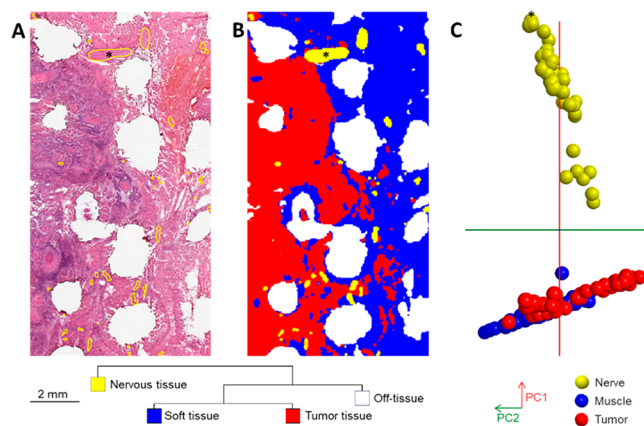 A
B
C
*
*
*
PC1
PC2
2 mm
Nervous tissue
Off-tissue
Soft tissue
Tumor tissue
Nerve
Muscle
Tumor